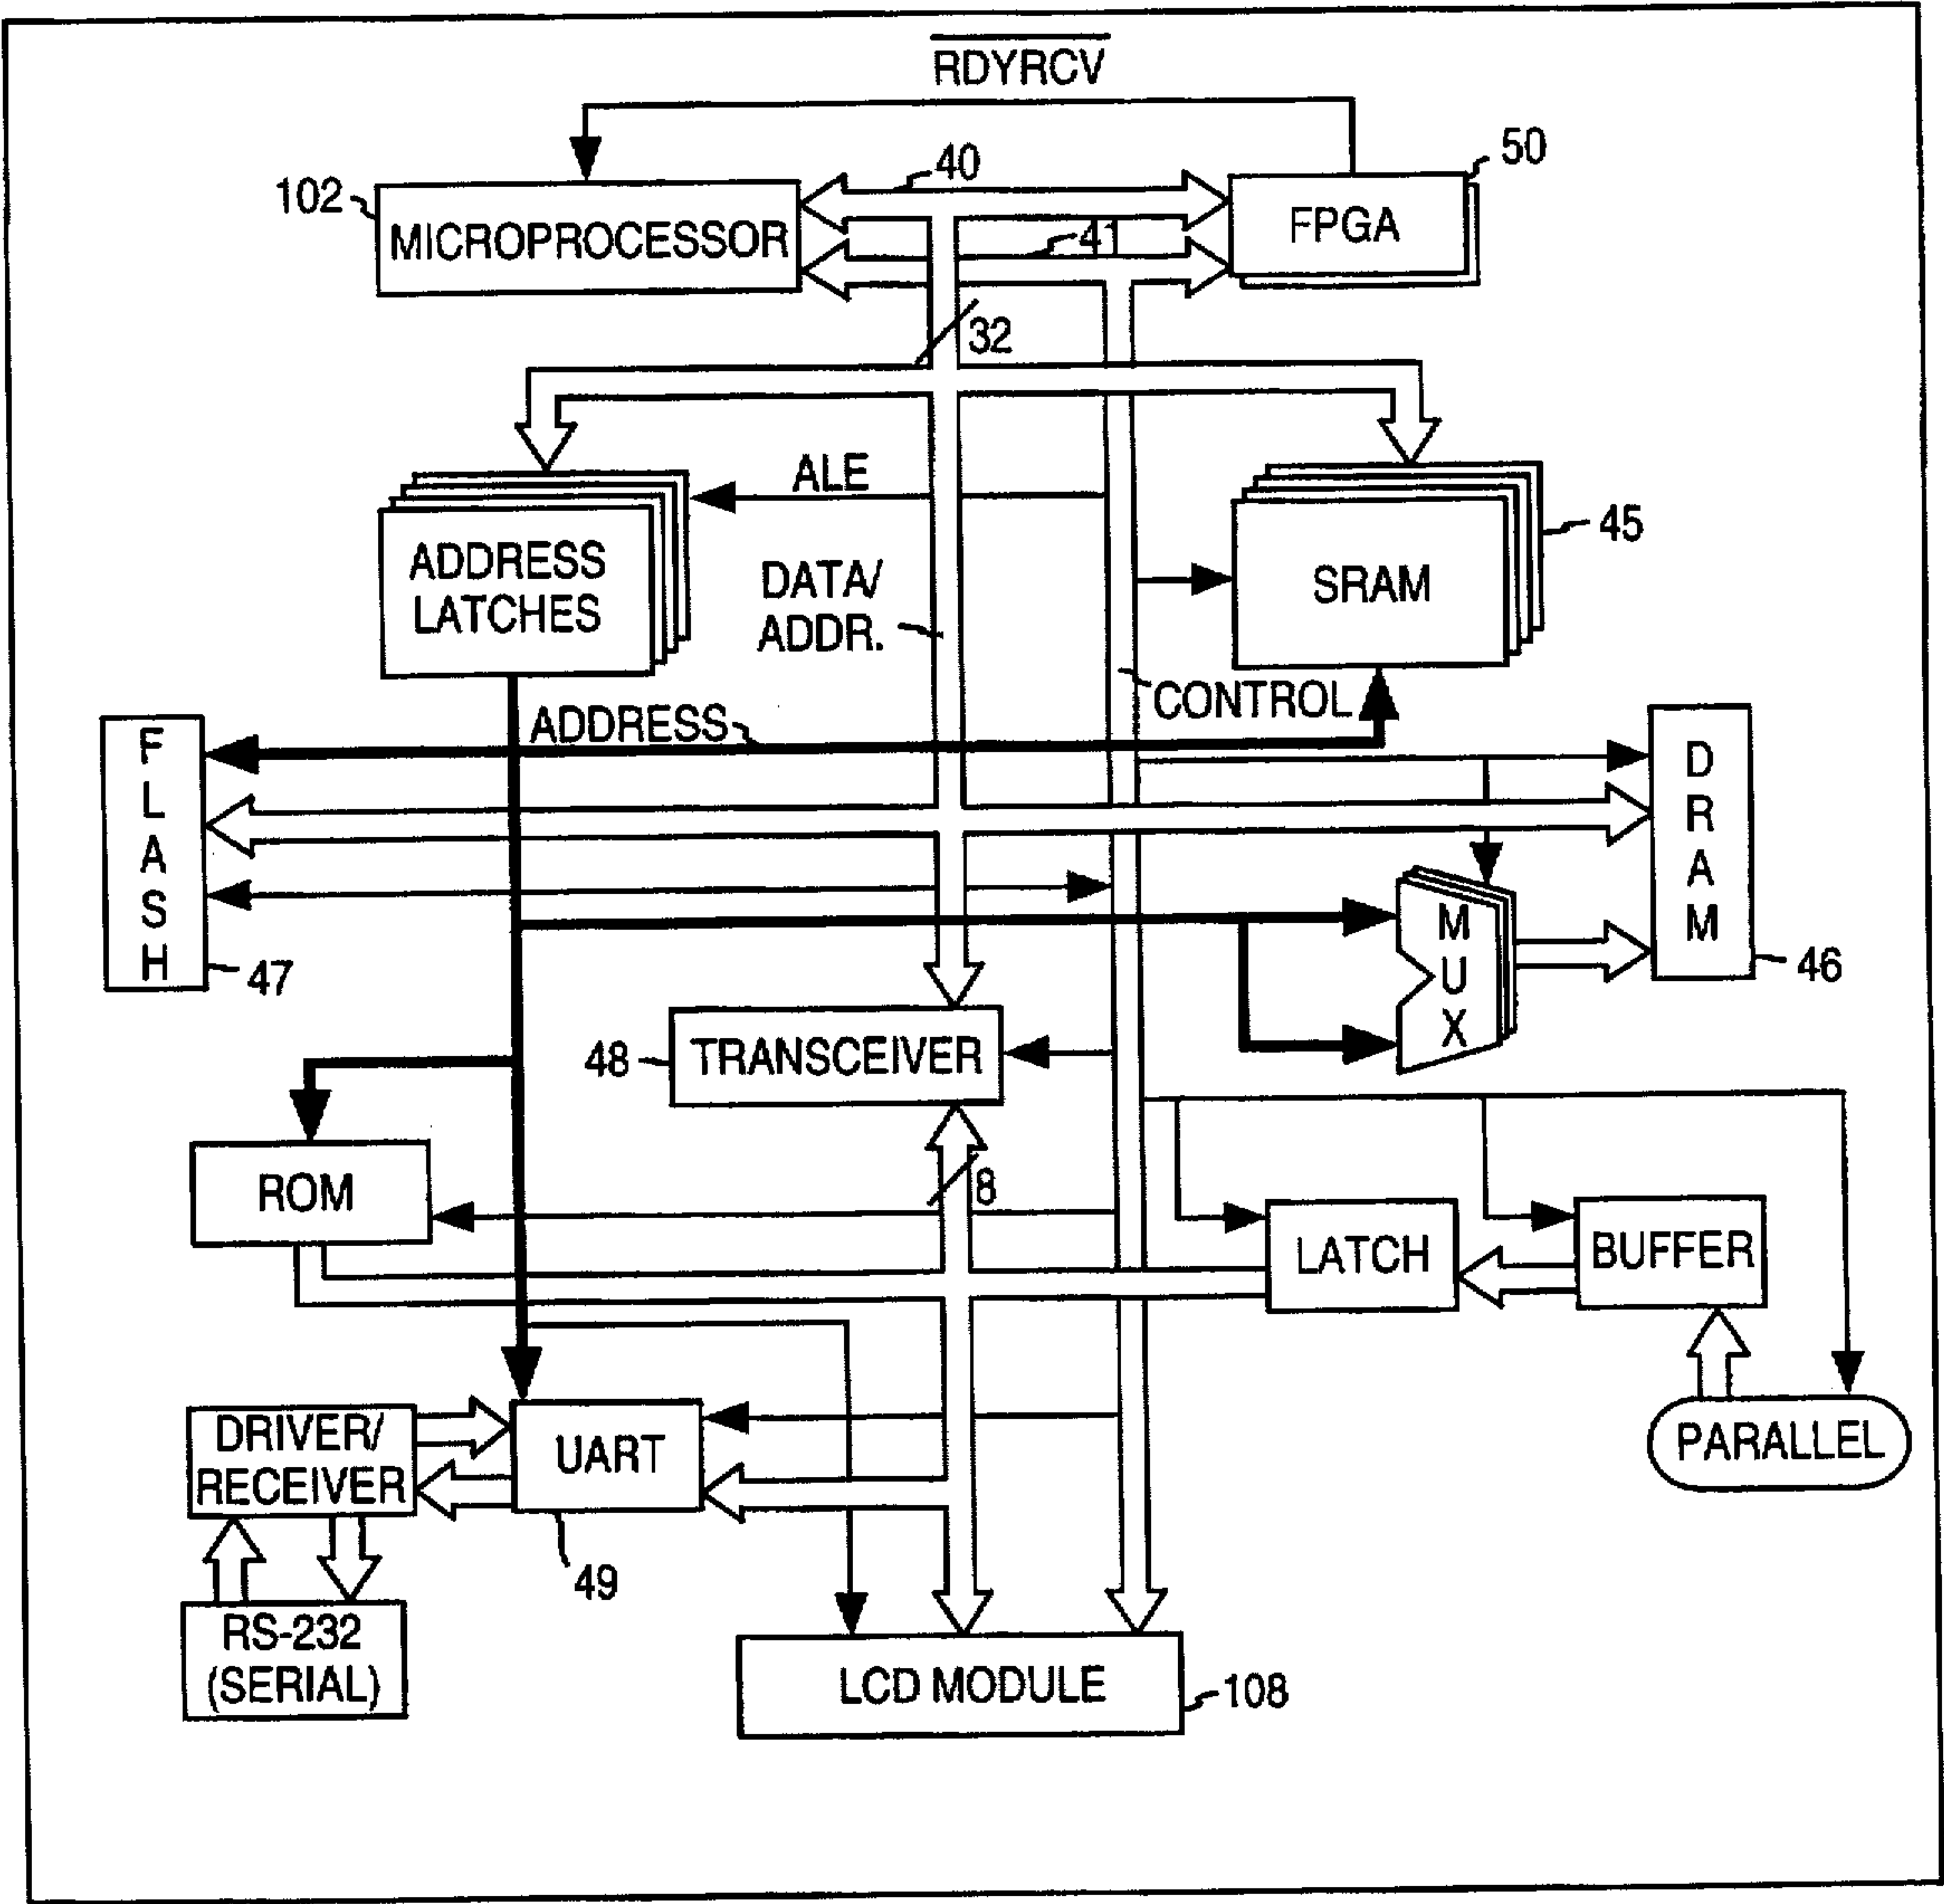 RDYRCV
40
50
102
MICROPROCESSOR
FPGA
41
32
ALE
45
ADDRESS
LATCHES
DATA/
ADDR.
SRAM
CONTROL
ADDRESS
F
L
A
S
H
D
R
A
M
M
U
X
47
46
48
TRANSCEIVER
8
ROM
LATCH
BUFFER
DRIVER/
RECEIVER
UART
PARALLEL
49
RS-232
(SERIAL)
LCD MODULE
108